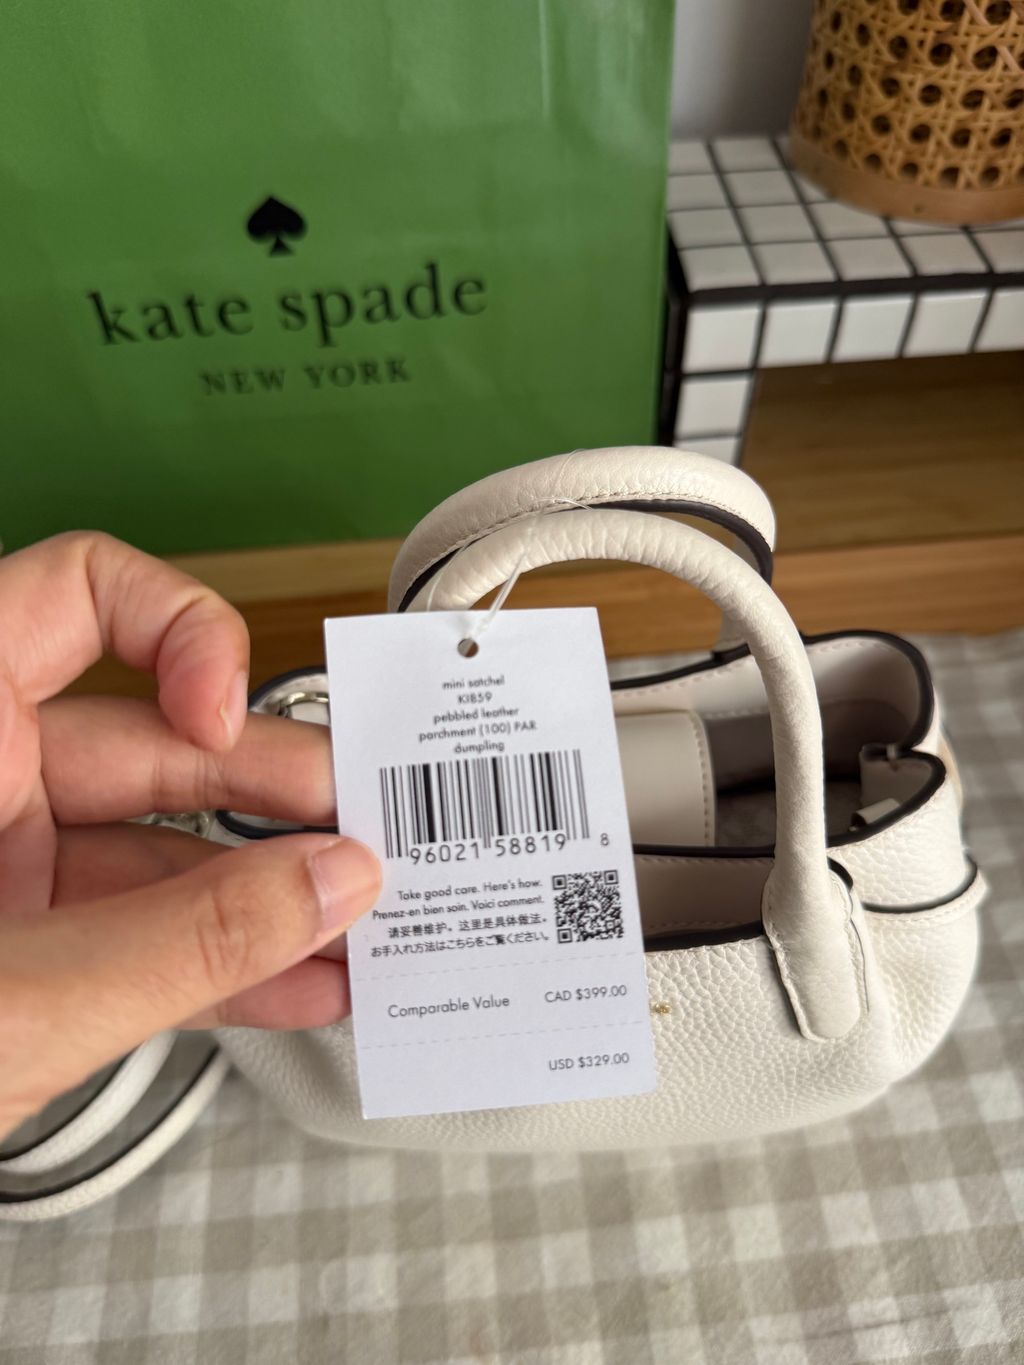 kate spade
NEW YORK
mini satchel
KI859
pebbled leather
parchment (100) PAR
dumpling
96021 58819 8
Take good care. Here's how.
Prenez-en bien soin. Voici comment.
请妥善维护。这里是具体做法。
お手入れ方法はこちらをご覧ください。
Comparable Value CAD $399.00
USD $329.00